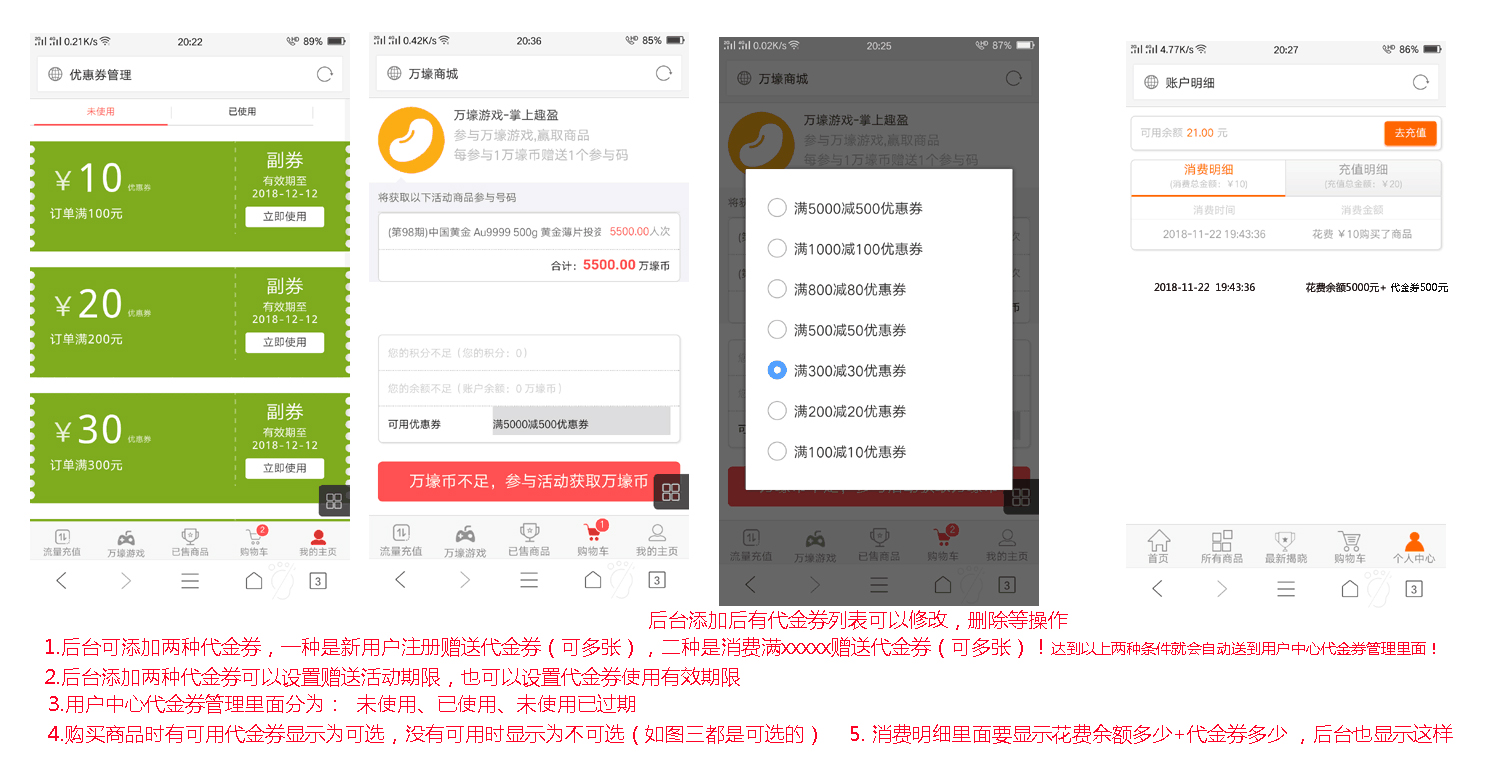 0.21K/s 20:22 89%
优惠券管理
未使用 已使用
￥10 优惠券
订单满100元
副券
有效期至
2018-12-12
立即使用
￥20 优惠券
订单满200元
副券
有效期至
2018-12-12
立即使用
￥30 优惠券
订单满300元
副券
有效期至
2018-12-12
立即使用
2
流量充值 万壕游戏 已售商品 购物车 我的主页
3
0.42K/s 20:36 85%
万壕商城
万壕游戏-掌上趣盈
参与万壕游戏,赢取商品
每参与1万壕币赠送1个参与码
将获取以下活动商品参与号码
(第98期)中国黄金 Au9999 500g 黄金薄片投资 5500.00人次
合计：5500.00 万壕币
您的积分不足（您的积分：0）
您的余额不足（账户余额：0 万壕币）
可用优惠券 满5000减500优惠券
万壕币不足，参与活动获取万壕币
1
流量充值 万壕游戏 已售商品 购物车 我的主页
3
0.02K/s 20:25 87%
万壕商城
万壕游戏-掌上趣盈
参与万壕游戏,赢取商品
每参与1万壕币赠送1个参与码
将
满5000减500优惠券
满1000减100优惠券
满800减80优惠券
满500减50优惠券
满300减30优惠券
满200减20优惠券
满100减10优惠券
2
流量充值 万壕游戏 已售商品 购物车 我的主页
3
4.77K/s 20:27 86%
账户明细
可用余额 21.00 元 去充值
消费明细 充值明细
(消费总金额：￥10) (充值总金额：￥20)
消费时间 消费金额
2018-11-22 19:43:36 花费 ￥10购买了商品
2018-11-22 19:43:36 花费余额5000元+ 代金券500元
首页 所有商品 最新揭晓 购物车 个人中心
3
后台添加后有代金券列表可以修改，删除等操作
1.后台可添加两种代金券，一种是新用户注册赠送代金券（可多张），二种是消费满xxxxx赠送代金券（可多张）！达到以上两种条件就会自动送到用户中心代金券管理里面！
2.后台添加两种代金券可以设置赠送活动期限，也可以设置代金券使用有效期限
3.用户中心代金券管理里面分为： 未使用、已使用、未使用已过期
4.购买商品时有可用代金券显示为可选，没有可用时显示为不可选（如图三都是可选的） 5. 消费明细里面要显示花费余额多少+代金券多少 ，后台也显示这样